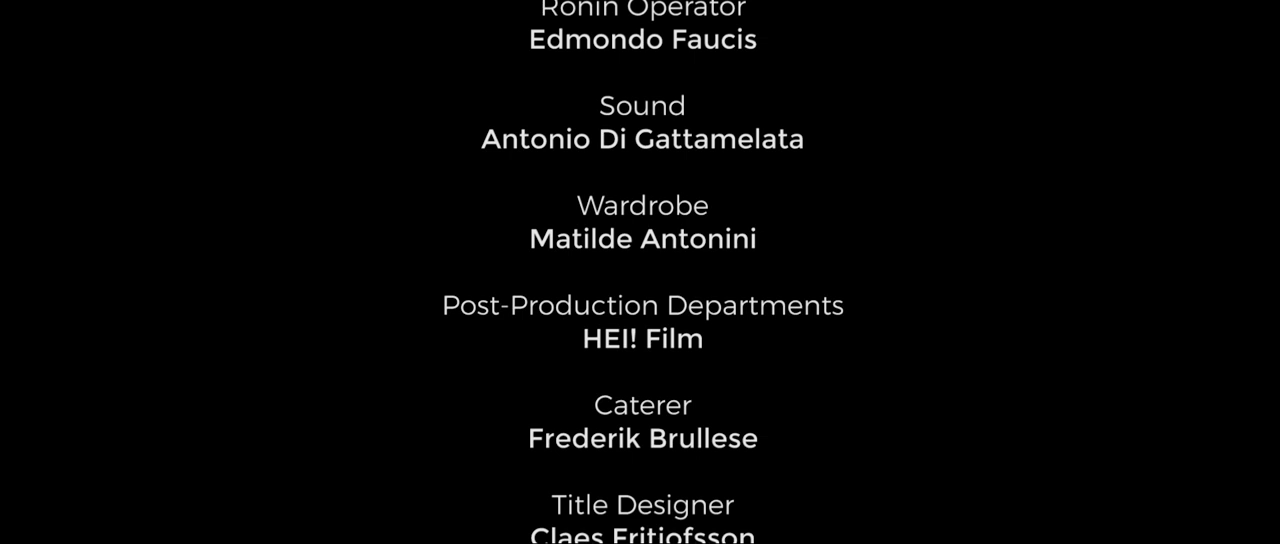 Ronin Operator
Edmondo Faucis
Sound
Antonio Di Gattamelata
Wardrobe
Matilde Antonini
Post-Production Departments
HEI! Film
Caterer
Frederik Brullese
Title Designer
Claes Fritiofsson